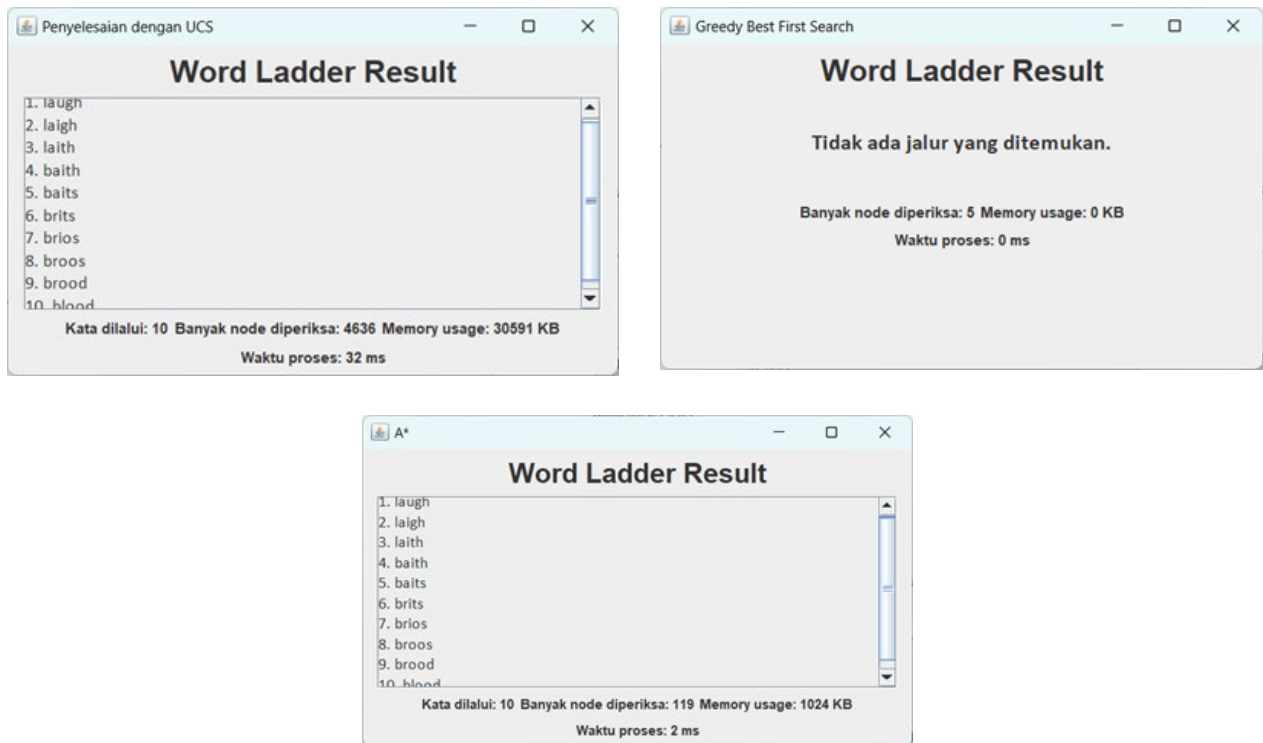 Penyelesaian dengan UCS
Word Ladder Result
1. laugh
2. laigh
3. laith
4. baith
5. baits
6. brits
7. brios
8. broos
9. brood
10. blood
Kata dilalui: 10 Banyak node diperiksa: 4636 Memory usage: 30591 KB
Waktu proses: 32 ms
Greedy Best First Search
Word Ladder Result
Tidak ada jalur yang ditemukan.
Banyak node diperiksa: 5 Memory usage: 0 KB
Waktu proses: 0 ms
A*
Word Ladder Result
1. laugh
2. laigh
3. laith
4. baith
5. baits
6. brits
7. brios
8. broos
9. brood
10. blood
Kata dilalui: 10 Banyak node diperiksa: 119 Memory usage: 1024 KB
Waktu proses: 2 ms